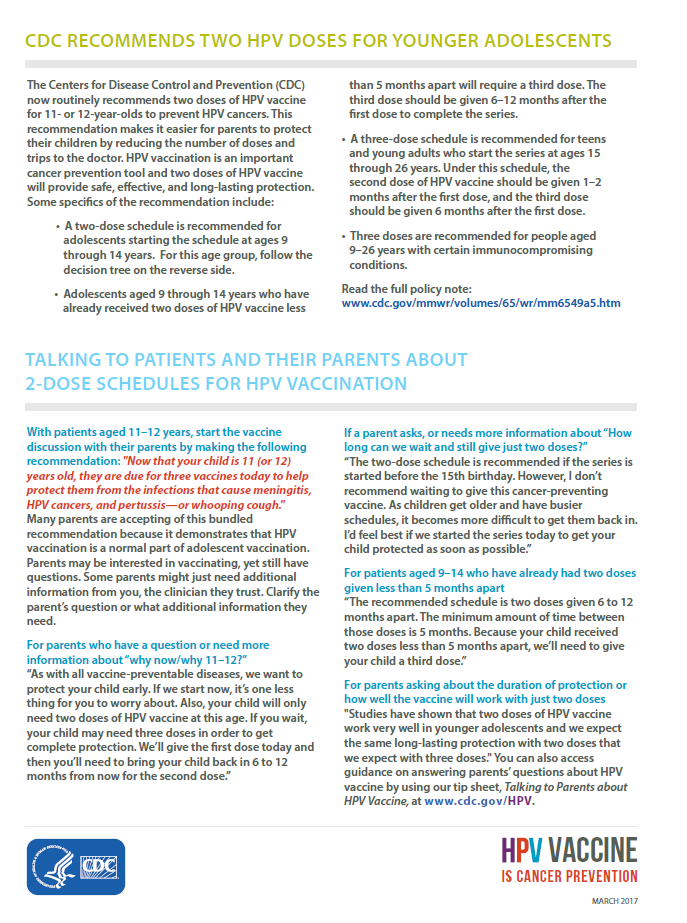 CDC RECOMMENDS TWO HPV DOSES FOR YOUNGER ADOLESCENTS
The Centers for Disease Control and Prevention (CDC)
now routinely recommends two doses of HPV vaccine
for 11- or 12-year-olds to prevent HPV cancers. This
recommendation makes it easier for parents to protect
their children by reducing the number of doses and
trips to the doctor. HPV vaccination is an important
cancer prevention tool and two doses of HPV vaccine
will provide safe, effective, and long-lasting protection.
Some specifics of the recommendation include:
• A two-dose schedule is recommended for
adolescents starting the schedule at ages 9
through 14 years. For this age group, follow the
decision tree on the reverse side.
• Adolescents aged 9 through 14 years who have
already received two doses of HPV vaccine less
than 5 months apart will require a third dose. The
third dose should be given 6–12 months after the
first dose to complete the series.
• A three-dose schedule is recommended for teens
and young adults who start the series at ages 15
through 26 years. Under this schedule, the
second dose of HPV vaccine should be given 1–2
months after the first dose, and the third dose
should be given 6 months after the first dose.
• Three doses are recommended for people aged
9–26 years with certain immunocompromising
conditions.
Read the full policy note:
www.cdc.gov/mmwr/volumes/65/wr/mm6549a5.htm
TALKING TO PATIENTS AND THEIR PARENTS ABOUT
2-DOSE SCHEDULES FOR HPV VACCINATION
With patients aged 11–12 years, start the vaccine
discussion with their parents by making the following
recommendation: "Now that your child is 11 (or 12)
years old, they are due for three vaccines today to help
protect them from the infections that cause meningitis,
HPV cancers, and pertussis—or whooping cough."
Many parents are accepting of this bundled
recommendation because it demonstrates that HPV
vaccination is a normal part of adolescent vaccination.
Parents may be interested in vaccinating, yet still have
questions. Some parents might just need additional
information from you, the clinician they trust. Clarify the
parent's question or what additional information they
need.
For parents who have a question or need more
information about “why now/why 11–12?”
“As with all vaccine-preventable diseases, we want to
protect your child early. If we start now, it's one less
thing for you to worry about. Also, your child will only
need two doses of HPV vaccine at this age. If you wait,
your child may need three doses in order to get
complete protection. We'll give the first dose today and
then you'll need to bring your child back in 6 to 12
months from now for the second dose.”
If a parent asks, or needs more information about “How
long can we wait and still give just two doses?”
“The two-dose schedule is recommended if the series is
started before the 15th birthday. However, I don't
recommend waiting to give this cancer-preventing
vaccine. As children get older and have busier
schedules, it becomes more difficult to get them back in.
I'd feel best if we started the series today to get your
child protected as soon as possible.”
For patients aged 9–14 who have already had two doses
given less than 5 months apart
“The recommended schedule is two doses given 6 to 12
months apart. The minimum amount of time between
those doses is 5 months. Because your child received
two doses less than 5 months apart, we'll need to give
your child a third dose.”
For parents asking about the duration of protection or
how well the vaccine will work with just two doses
"Studies have shown that two doses of HPV vaccine
work very well in younger adolescents and we expect
the same long-lasting protection with two doses that
we expect with three doses." You can also access
guidance on answering parents' questions about HPV
vaccine by using our tip sheet, Talking to Parents about
HPV Vaccine, at www.cdc.gov/HPV.
CDC
HPV VACCINE
IS CANCER PREVENTION
MARCH 2017